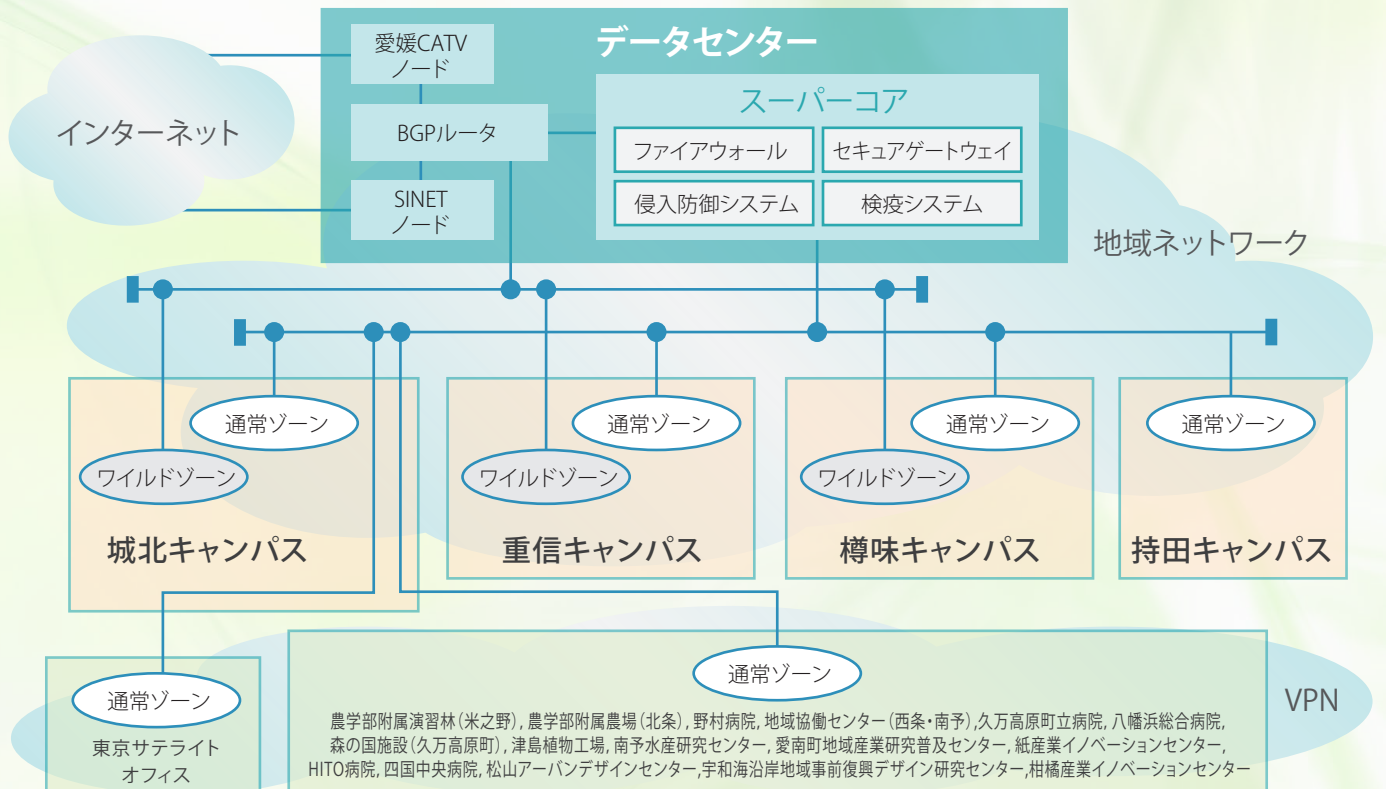 データセンター
愛媛CATV
ノード
スーパーコア
インターネット
BGPルータ
ファイアウォール
セキュアゲートウェイ
SINET
ノード
侵入防御システム
検疫システム
地域ネットワーク
通常ゾーン
ワイルドゾーン
城北キャンパス
通常ゾーン
ワイルドゾーン
重信キャンパス
通常ゾーン
ワイルドゾーン
樽味キャンパス
通常ゾーン
持田キャンパス
通常ゾーン
東京サテライト
オフィス
通常ゾーン
VPN
農学部附属演習林（米之野）, 農学部附属農場（北条）, 野村病院, 地域協働センター（西条・南予）,久万高原町立病院, 八幡浜総合病院,
森の国施設（久万高原町）, 津島植物工場, 南予水産研究センター, 愛南町地域産業研究普及センター, 紙産業イノベーションセンター,
HITO病院, 四国中央病院, 松山アーバンデザインセンター,宇和海沿岸地域事前復興デザイン研究センター,柑橘産業イノベーションセンター